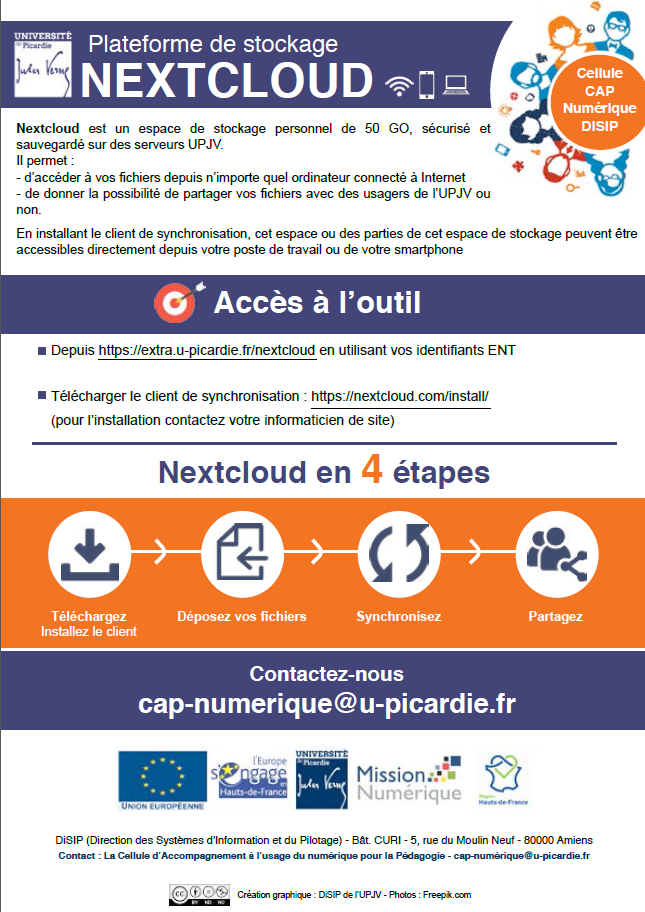 UNIVERSITÉ
de Picardie
Jules Verne
Plateforme de stockage
NEXTCLOUD
Cellule
CAP
Numérique
DISIP
Nextcloud est un espace de stockage personnel de 50 GO, sécurisé et
sauvegardé sur des serveurs UPJV.
Il permet :
- d’accéder à vos fichiers depuis n’importe quel ordinateur connecté à Internet
- de donner la possibilité de partager vos fichiers avec des usagers de l’UPJV ou
non.
En installant le client de synchronisation, cet espace ou des parties de cet espace de stockage peuvent être
accessibles directement depuis votre poste de travail ou de votre smartphone
Accès à l’outil
Depuis https://extra.u-picardie.fr/nextcloud en utilisant vos identifiants ENT
Télécharger le client de synchronisation : https://nextcloud.com/install/
(pour l’installation contactez votre informaticien de site)
Nextcloud en 4 étapes
Téléchargez
Installez le client
Déposez vos fichiers
Synchronisez
Partagez
Contactez-nous
cap-numerique@u-picardie.fr
UNION EUROPÉENNE
l'Europe
s'engage
en
Hauts-de-France
UNIVERSITÉ
de Picardie
Jules Verne
Mission
Numérique
Région
Hauts-de-France
DiSIP (Direction des Systèmes d'Information et du Pilotage) - Bât. CURI - 5, rue du Moulin Neuf - 80000 Amiens
Contact : La Cellule d'Accompagnement à l'usage du numérique pour la Pédagogie - cap-numérique@u-picardie.fr
CC BY NC ND
Création graphique : DiSIP de l'UPJV - Photos : Freepik.com